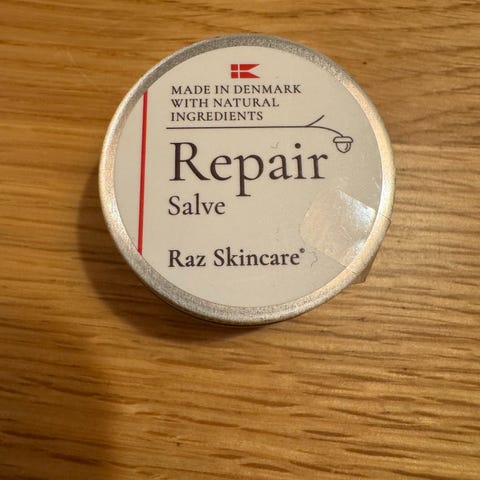 MADE IN DENMARK
WITH NATURAL
INGREDIENTS
Repair
Salve
Raz Skincare®